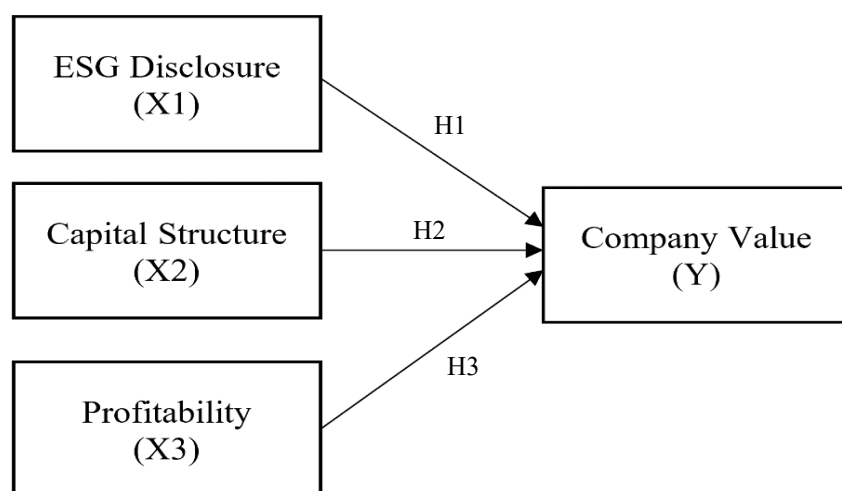 ESG Disclosure
(X1)
H1
Capital Structure
(X2)
H2
Company Value
(Y)
H3
Profitability
(X3)